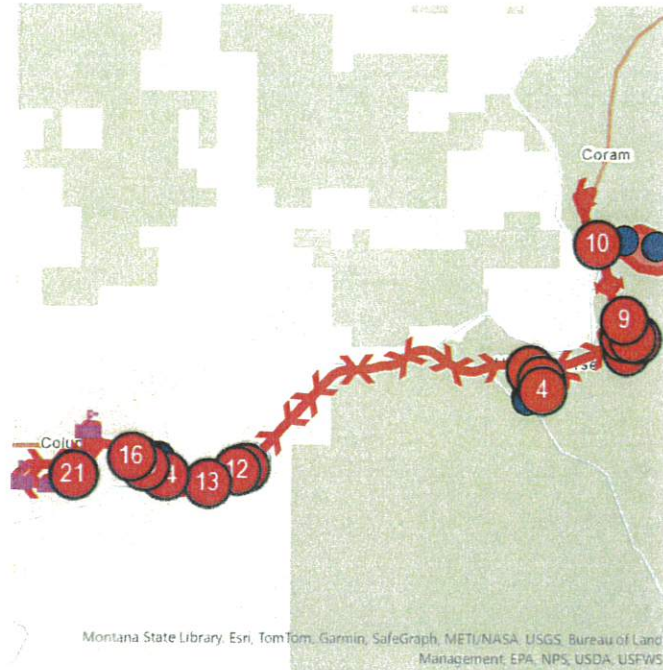 Coram
10
9
4
16
21
4
13
12
Montana State Library, Esri, TomTom, Garmin, SafeGraph, METI/NASA, USGS, Bureau of Land
Management, EPA, NPS, USDA, USFWS